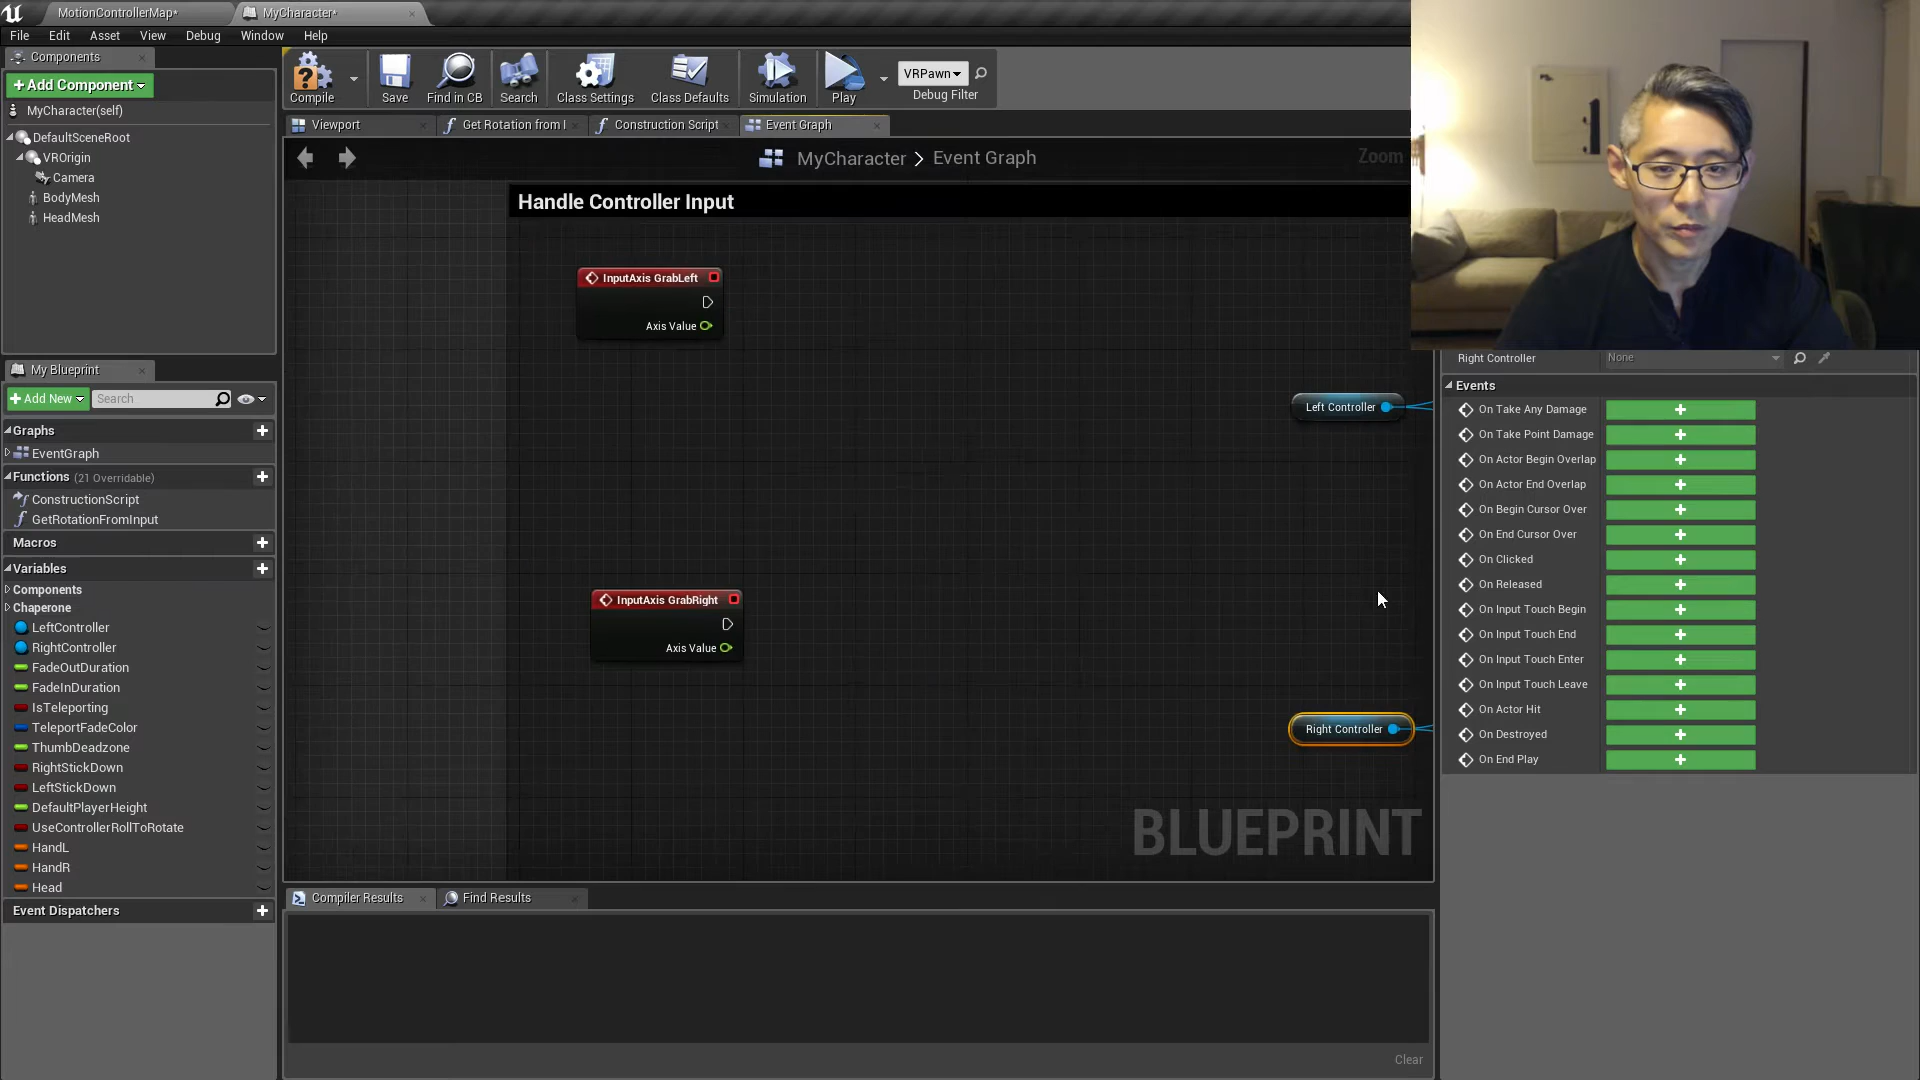 MotionControllerMap*
MyCharacter*
File Edit Asset View Debug Window Help
Components
+Add Component
MyCharacter(self)
DefaultSceneRoot
VROrigin
Camera
BodyMesh
HeadMesh
Compile
Save
Find in CB
Search
Class Settings
Class Defaults
Simulation
Play
VRPawn
Debug Filter
Viewport
Get Rotation from I
Construction Script
Event Graph
MyCharacter > Event Graph
Zoom
Handle Controller Input
InputAxis GrabLeft
Axis Value
Left Controller
InputAxis GrabRight
Axis Value
Right Controller
BLUEPRINT
My Blueprint
+Add New
Search
Graphs
EventGraph
Functions (21 Overridable)
ConstructionScript
GetRotationFromInput
Macros
Variables
Components
Chaperone
LeftController
RightController
FadeOutDuration
FadeInDuration
IsTeleporting
TeleportFadeColor
ThumbDeadzone
RightStickDown
LeftStickDown
DefaultPlayerHeight
UseControllerRollToRotate
HandL
HandR
Head
Event Dispatchers
Compiler Results
Find Results
Clear
Right Controller None
Events
On Take Any Damage
On Take Point Damage
On Actor Begin Overlap
On Actor End Overlap
On Begin Cursor Over
On End Cursor Over
On Clicked
On Released
On Input Touch Begin
On Input Touch End
On Input Touch Enter
On Input Touch Leave
On Actor Hit
On Destroyed
On End Play